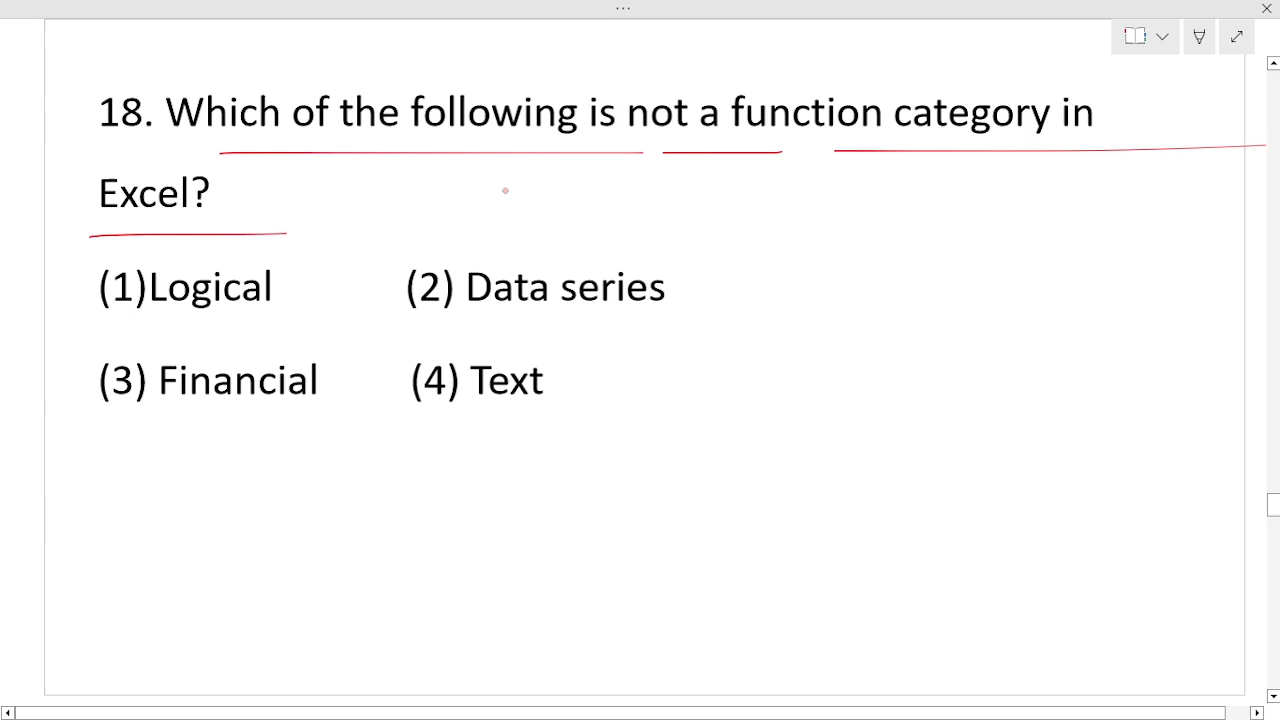 18. Which of the following is not a function category in
Excel?
(1)Logical (2) Data series
(3) Financial (4) Text